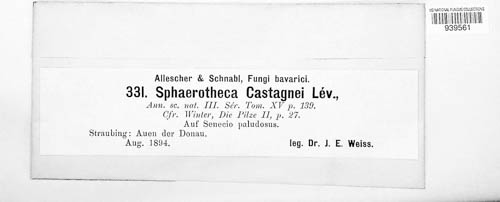 US NATIONAL FUNGUS COLLECTIONS
939561
Allescher & Schnabl, Fungi bavarici.
331. Sphaerotheca Castagnei Lév.,
Ann. sc. nat. III. Sér. Tom. XV p. 139.
Cfr. Winter, Die Pilze II, p. 27.
Auf Senecio paludosus.
Straubing: Auen der Donau.
Aug. 1894. leg. Dr. J. E. Weiss.